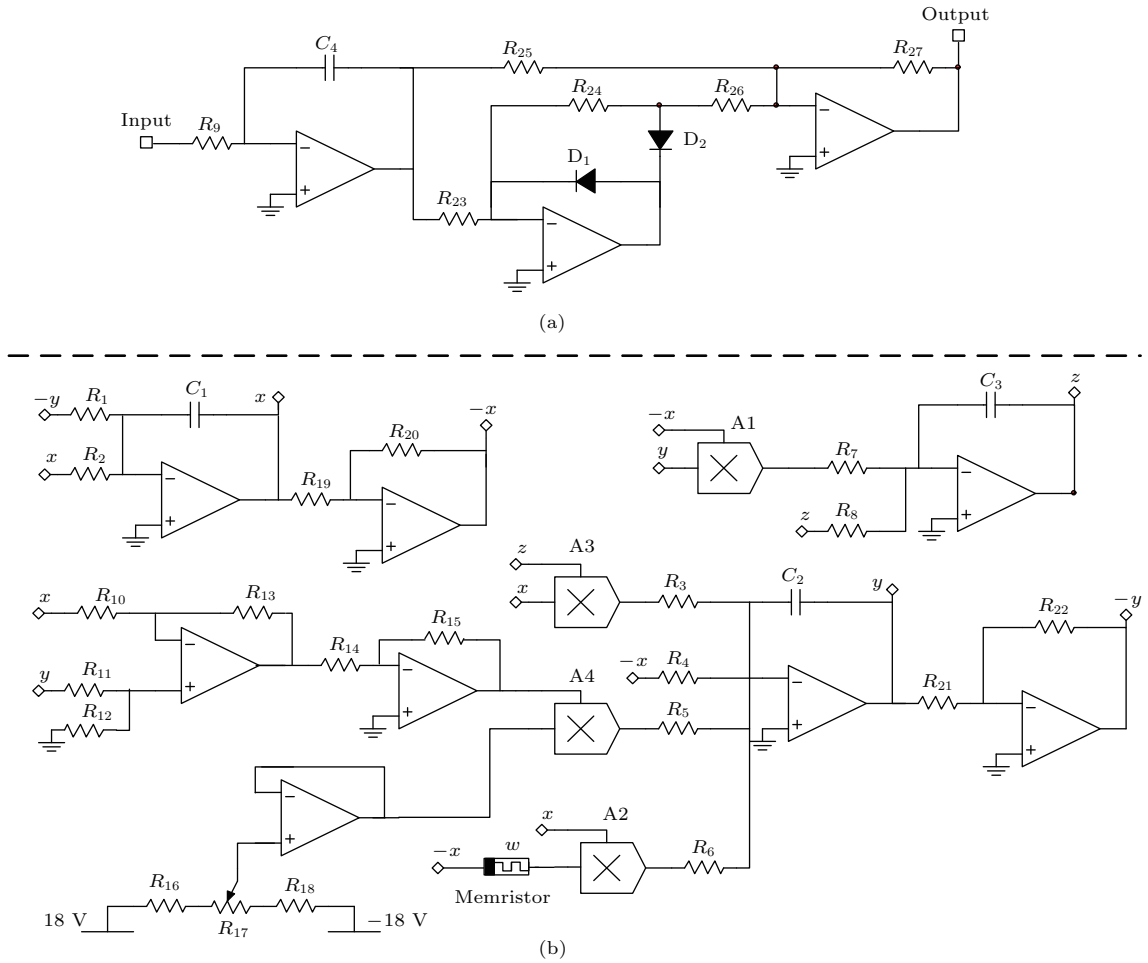 Output
C4
R25
R27
R24
R26
Input
R9
−
+
D1
D2
−
+
R23
−
+
(a)
−y
R1
C1
x
x
R2
−
+
R19
R20
−x
−
+
−x
A1
y
R7
C3
z
z
R8
−
+
z
A3
x
R3
C2
y
x
R10
R13
−
+
y
R11
R12
R14
R15
−
+
−x
R4
A4
R5
−
+
R21
R22
−y
−
+
−
+
x
A2
−x
w
Memristor
R6
R16
R18
18 V
R17
−18 V
(b)